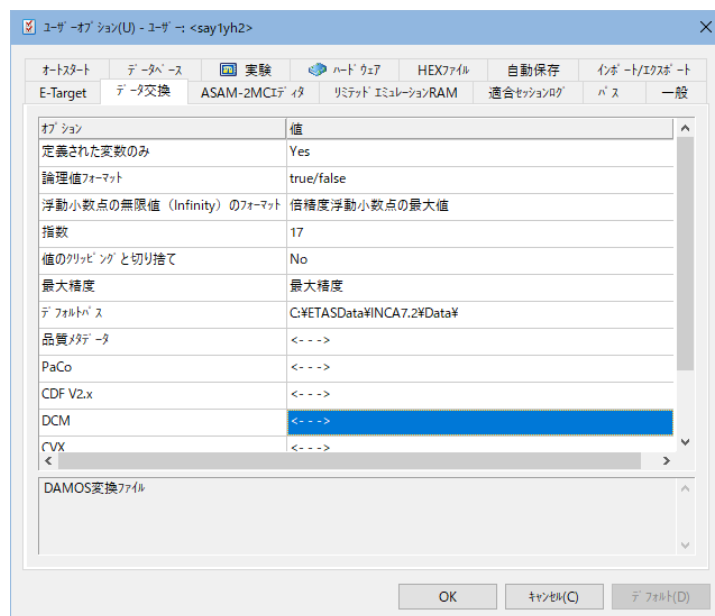 ﾕｰｻﾞｰｵﾌﾟｼｮﾝ(U) - ﾕｰｻﾞｰ: <say1yh2>
ｵｰﾄｽﾀｰﾄ ﾃﾞｰﾀﾍﾞｰｽ 実験 ﾊｰﾄﾞｳｪｱ HEXﾌｧｲﾙ 自動保存 ｲﾝﾎﾟｰﾄ/ｴｸｽﾎﾟｰﾄ
E-Target ﾃﾞｰﾀ交換 ASAM-2MCｴﾃﾞｨﾀ ﾘﾐﾃｯﾄﾞｴﾐｭﾚｰｼｮﾝRAM 適合ｾｯｼｮﾝﾛｸﾞ ﾊﾟｽ 一般
ｵﾌﾟｼｮﾝ 値
定義された変数のみ Yes
論理値ﾌｫｰﾏｯﾄ true/false
浮動小数点の無限値（Infinity）のﾌｫｰﾏｯﾄ 倍精度浮動小数点の最大値
指数 17
値のｸﾘｯﾋﾟﾝｸﾞと切り捨て No
最大精度 最大精度
ﾃﾞﾌｫﾙﾄﾊﾟｽ C:¥ETASData¥INCA7.2¥Data¥
品質ﾒﾀﾃﾞｰﾀ <- - ->
PaCo <- - ->
CDF V2.x <- - ->
DCM <- - ->
CVX <- - ->
DAMOS変換ﾌｧｲﾙ
OK ｷｬﾝｾﾙ(C) ﾃﾞﾌｫﾙﾄ(D)